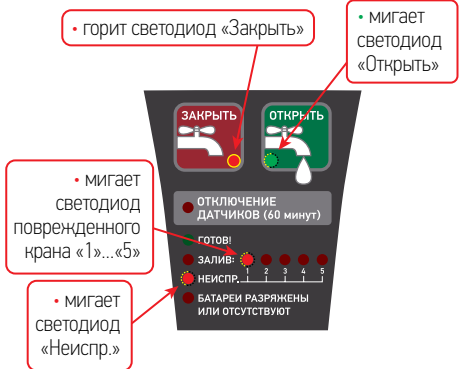 • горит светодиод «Закрыть»
• мигает
светодиод
«Открыть»
ЗАКРЫТЬ
ОТКРЫТЬ
• мигает
светодиод
поврежденного
крана «1»...«5»
ОТКЛЮЧЕНИЕ
ДАТЧИКОВ (60 минут)
ГОТОВ!
ЗАЛИВ:
НЕИСПР. 1 2 3 4 5
БАТАРЕИ РАЗРЯЖЕНЫ
ИЛИ ОТСУТСТВУЮТ
• мигает
светодиод
«Неиспр.»